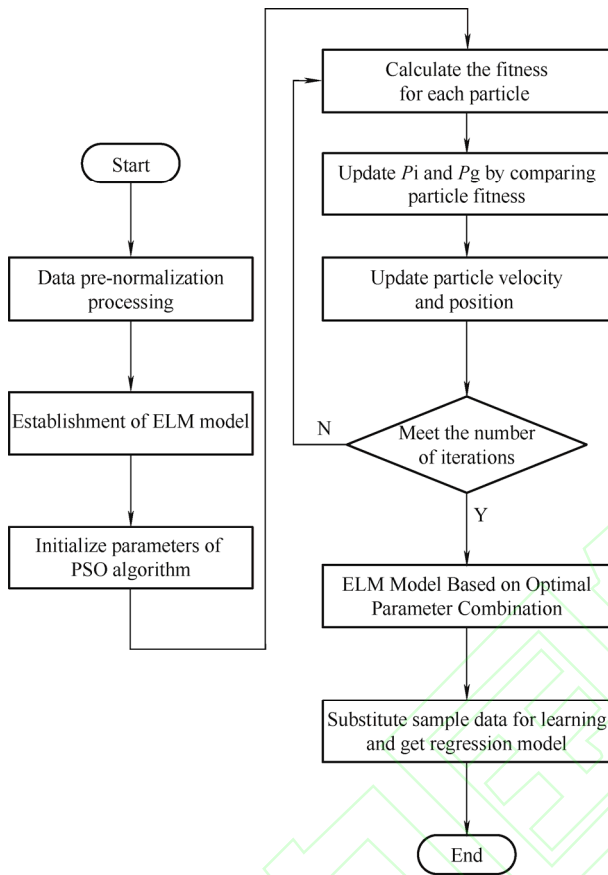 Start
Data pre-normalization
processing
Establishment of ELM model
Initialize parameters of
PSO algorithm
Calculate the fitness
for each particle
Update Pi and Pg by comparing
particle fitness
Update particle velocity
and position
N
Meet the number
of iterations
Y
ELM Model Based on Optimal
Parameter Combination
Substitute sample data for learning
and get regression model
End